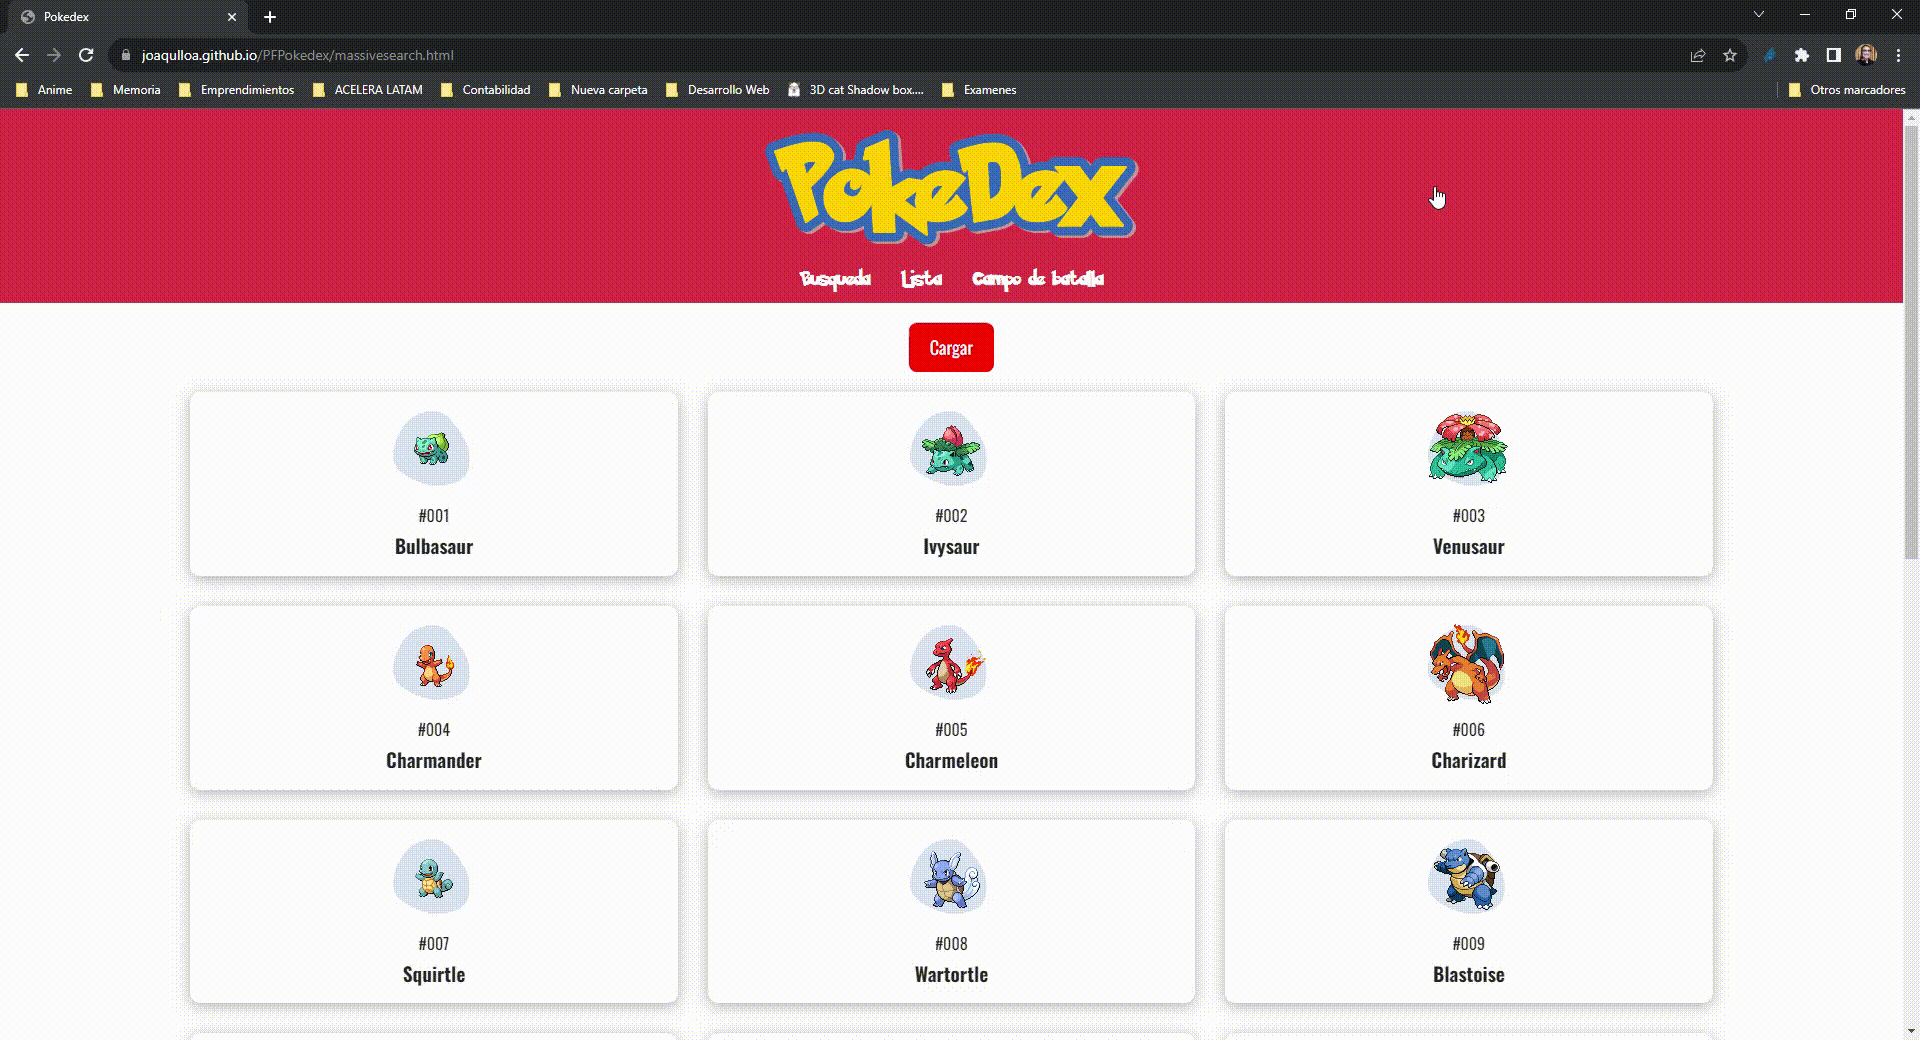 Pokedex
joaqulloa.github.io/PFPokedex/massivesearch.html
Anime Memoria Emprendimientos ACELERA LATAM Contabilidad Nueva carpeta Desarrollo Web 3D cat Shadow box.... Examenes Otros marcadores
PokeDex
Busqueda Lista Campo de batalla
Cargar
#001 #002 #003
Bulbasaur Ivysaur Venusaur
#004 #005 #006
Charmander Charmeleon Charizard
#007 #008 #009
Squirtle Wartortle Blastoise